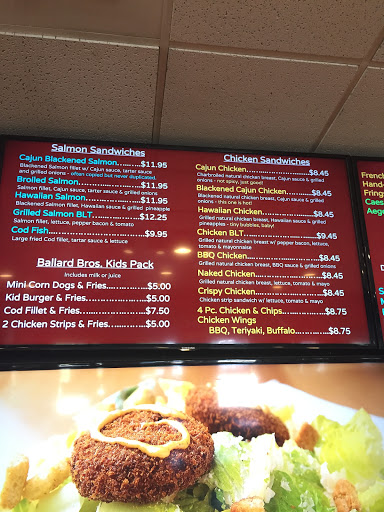 Salmon Sandwiches
Cajun Blackened Salmon..........$11.95
Blackened Salmon fillet w/ Cajun sauce, tarter sauce
and grilled onions - often copied but never duplicated.
Broiled Salmon..........$11.95
Salmon fillet, Cajun sauce, tarter sauce & grilled onions
Hawaiian Salmon..........$11.95
Blackened Salmon fillet, Hawaiian sauce & grilled pineapple
Grilled Salmon BLT..........$12.25
Salmon fillet, lettuce, pepper bacon & tomato
Cod Fish..........$9.95
Large fried Cod fillet, tartar sauce & lettuce
Ballard Bros. Kids Pack
Includes milk or juice
Mini Corn Dogs & Fries..........$5.00
Kid Burger & Fries..........$5.00
Cod Fillet & Fries..........$7.50
2 Chicken Strips & Fries..........$5.00
Chicken Sandwiches
Cajun Chicken..........$8.45
Charbroiled natural chicken breast, Cajun sauce & grilled
onions - not spicy, just good!
Blackened Cajun Chicken..........$8.45
Blackened natural chicken breast, Cajun sauce & grilled
onions - this one is hot!
Hawaiian Chicken..........$8.45
Grilled natural chicken breast, Hawaiian sauce & grilled
pineapples - dry bubbies, baby!
Chicken BLT..........$9.45
Grilled natural chicken breast w/ pepper bacon, lettuce,
tomato & mayonnaise
BBQ Chicken..........$8.45
Grilled natural chicken breast, BBQ sauce & grilled onions
Naked Chicken..........$8.45
Grilled natural chicken breast, lettuce, tomato & mayo
Crispy Chicken..........$8.45
Chicken strip sandwich w/ lettuce, tomato & mayo
4 Pc. Chicken & Chips..........$8.75
Chicken Wings
BBQ, Teriyaki, Buffalo..........$8.75